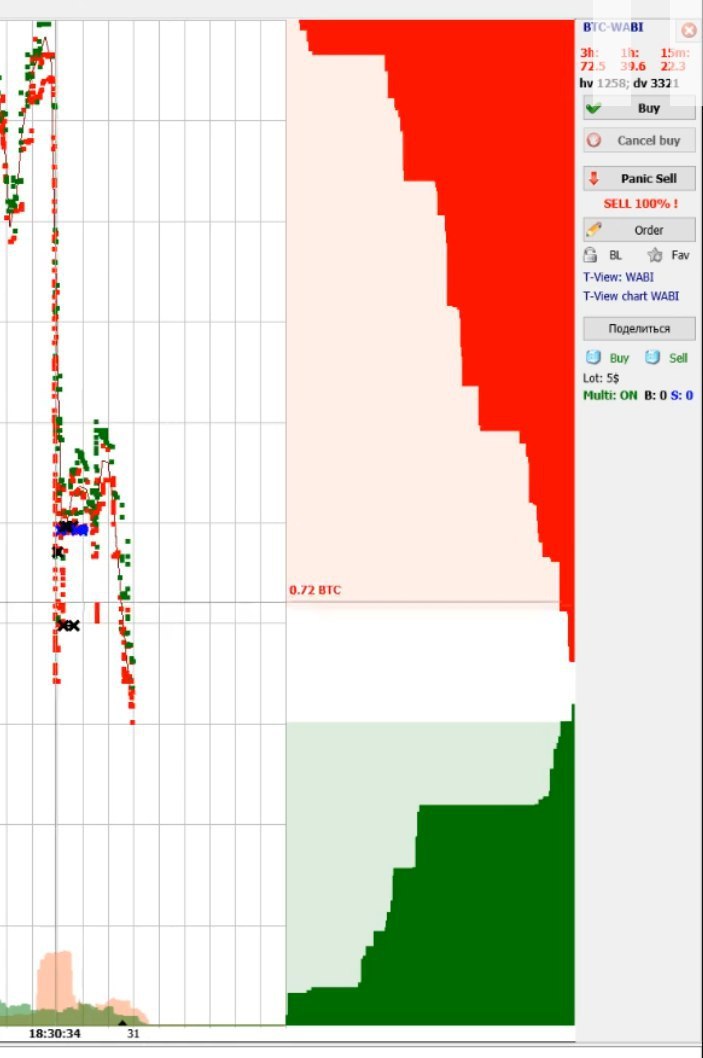 BTC-WABI
3h: 1h: 15m:
72.5 39.6 22.3
hv 1258; dv 3321
Buy
Cancel buy
Panic Sell
SELL 100% !
Order
BL Fav
T-View: WABI
T-View chart WABI
Поделиться
Buy Sell
Lot: 5$
Multi: ON B: 0 S: 0
0.72 BTC
18:30:34 31